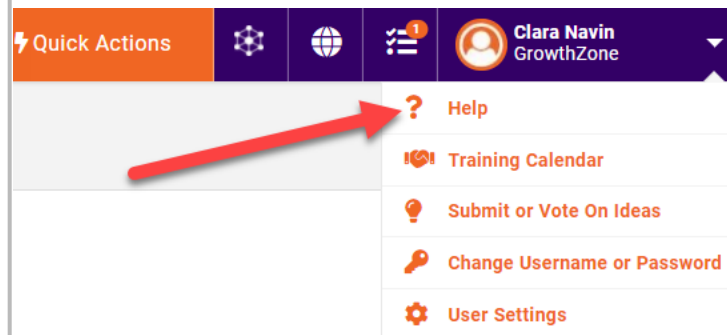 Quick Actions
1
Clara Navin
GrowthZone
? Help
Training Calendar
Submit or Vote On Ideas
Change Username or Password
User Settings